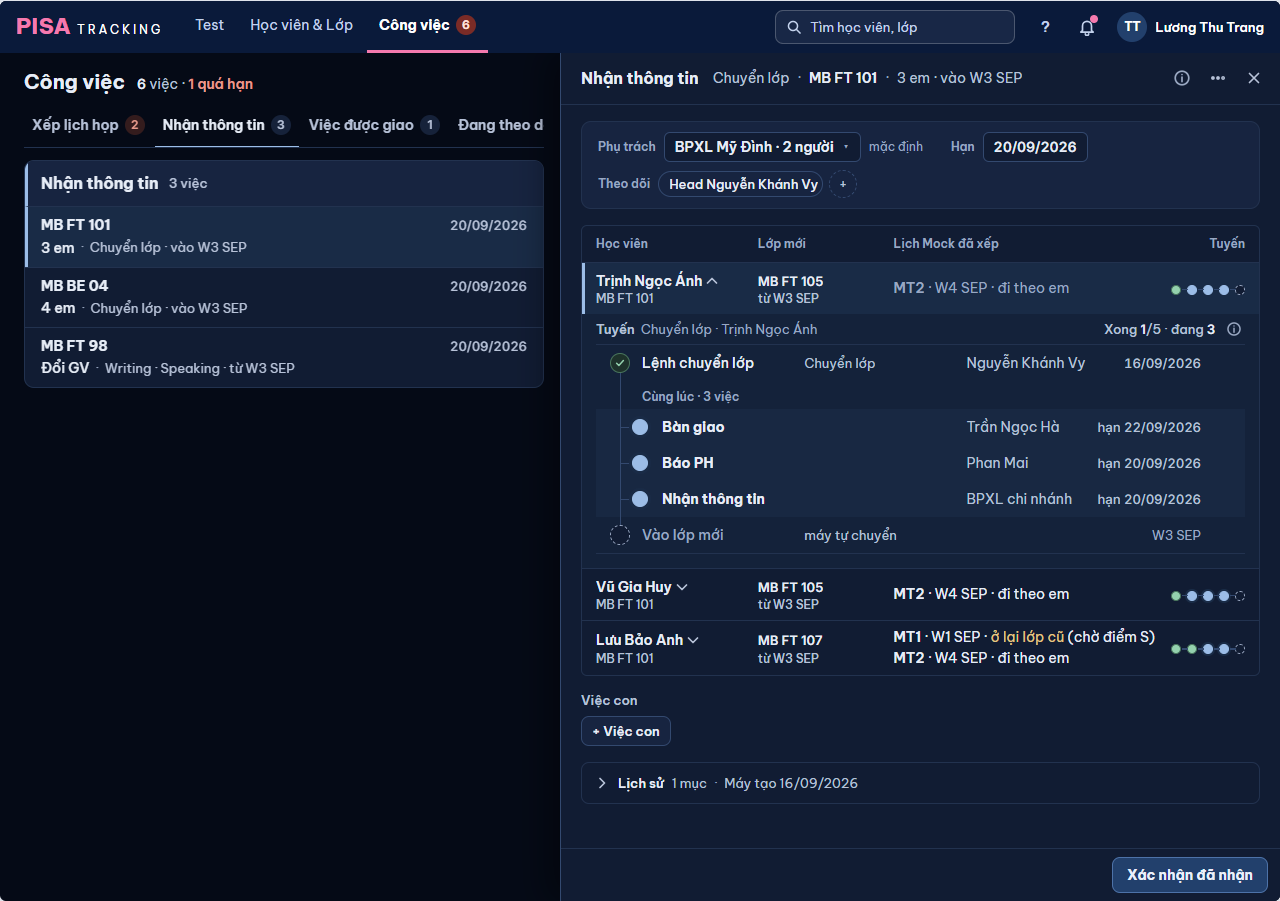 PISA TRACKING Test Học viên & Lớp Công việc 6 Tìm học viên, lớp ? TT Lương Thu Trang
Công việc 6 việc · 1 quá hạn
Xếp lịch họp 2 Nhận thông tin 3 Việc được giao 1 Đang theo d
Nhận thông tin 3 việc
MB FT 101 20/09/2026
3 em · Chuyển lớp · vào W3 SEP
MB BE 04 20/09/2026
4 em · Chuyển lớp · vào W3 SEP
MB FT 98 20/09/2026
Đổi GV · Writing · Speaking · từ W3 SEP
Nhận thông tin Chuyển lớp · MB FT 101 · 3 em · vào W3 SEP
Phụ trách BPXL Mỹ Đình · 2 người mặc định Hạn 20/09/2026
Theo dõi Head Nguyễn Khánh Vy +
Học viên Lớp mới Lịch Mock đã xếp Tuyến
Trịnh Ngọc Ánh MB FT 105 MT2 · W4 SEP · đi theo em
MB FT 101 từ W3 SEP
Tuyến Chuyển lớp · Trịnh Ngọc Ánh Xong 1/5 · đang 3
Lệnh chuyển lớp Chuyển lớp Nguyễn Khánh Vy 16/09/2026
Cùng lúc · 3 việc
Bàn giao Trần Ngọc Hà hạn 22/09/2026
Báo PH Phan Mai hạn 20/09/2026
Nhận thông tin BPXL chi nhánh hạn 20/09/2026
Vào lớp mới máy tự chuyển W3 SEP
Vũ Gia Huy MB FT 105 MT2 · W4 SEP · đi theo em
MB FT 101 từ W3 SEP
Lưu Bảo Anh MB FT 107 MT1 · W1 SEP · ở lại lớp cũ (chờ điểm S)
MB FT 101 từ W3 SEP MT2 · W4 SEP · đi theo em
Việc con
+ Việc con
Lịch sử 1 mục · Máy tạo 16/09/2026
Xác nhận đã nhận